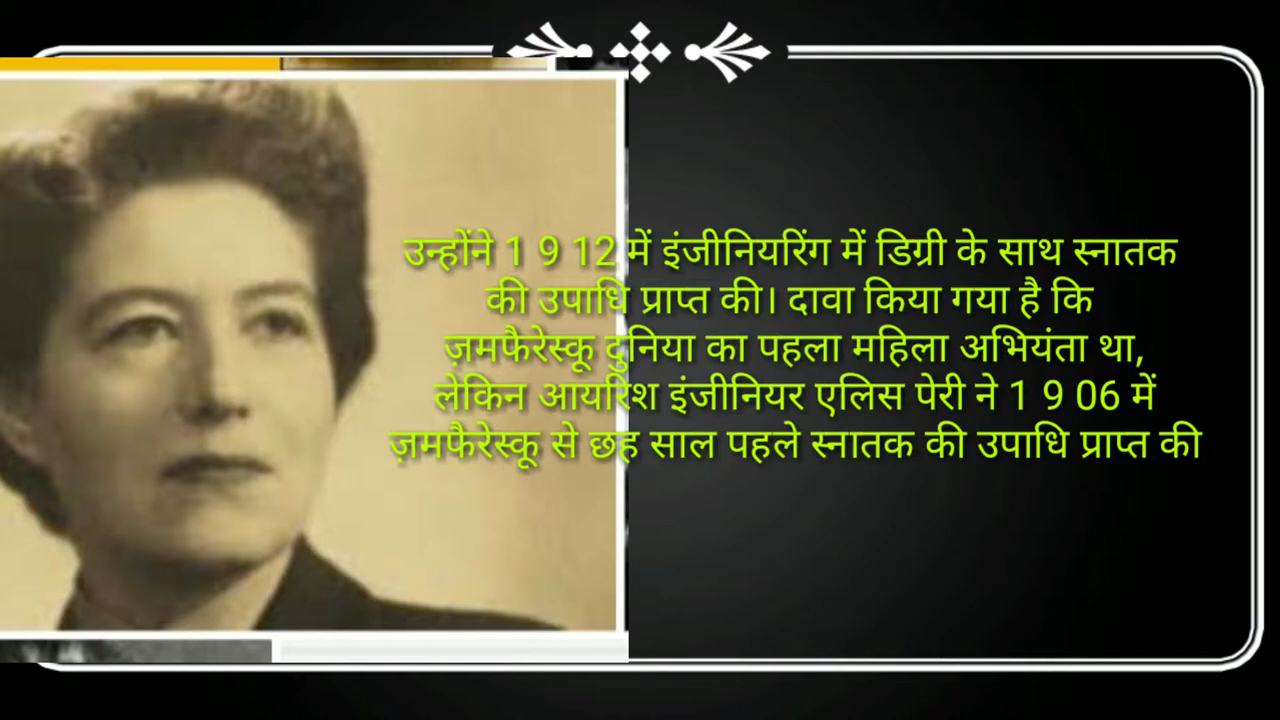 उन्होंने 1 9 12 में इंजीनियरिंग में डिग्री के साथ स्नातक
की उपाधि प्राप्त की। दावा किया गया है कि
ज़मफैरेस्कू दुनिया का पहला महिला अभियंता था,
लेकिन आयरिश इंजीनियर एलिस पेरी ने 1 9 06 में
ज़मफैरेस्कू से छह साल पहले स्नातक की उपाधि प्राप्त की